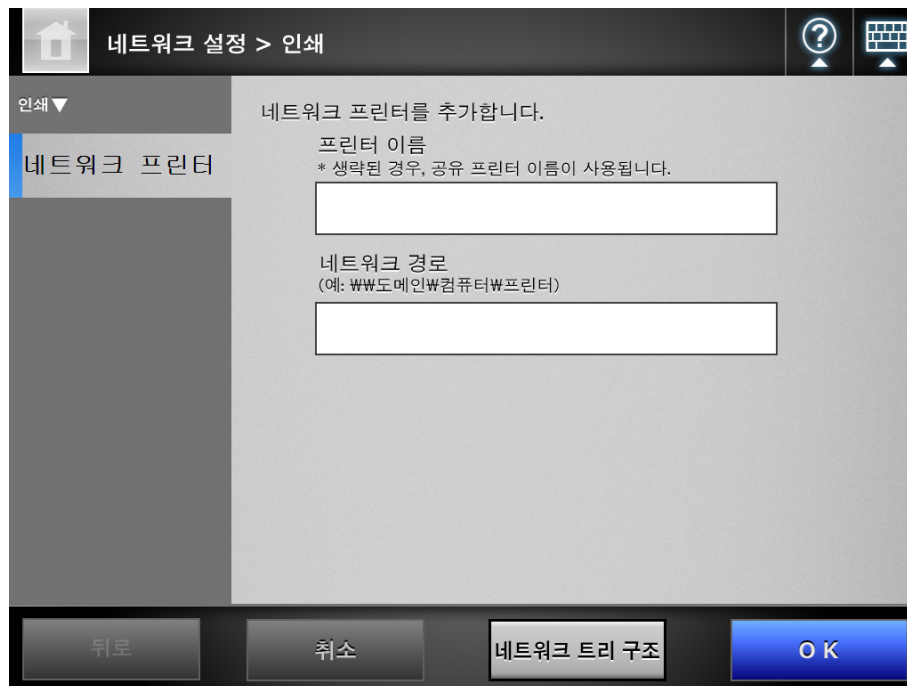 네트워크 설정 > 인쇄
인쇄▼
네트워크 프린터
네트워크 프린터를 추가합니다.
프린터 이름
* 생략된 경우, 공유 프린터 이름이 사용됩니다.
네트워크 경로
(예: ₩₩도메인₩컴퓨터₩프린터)
뒤로
취소
네트워크 트리 구조
OK